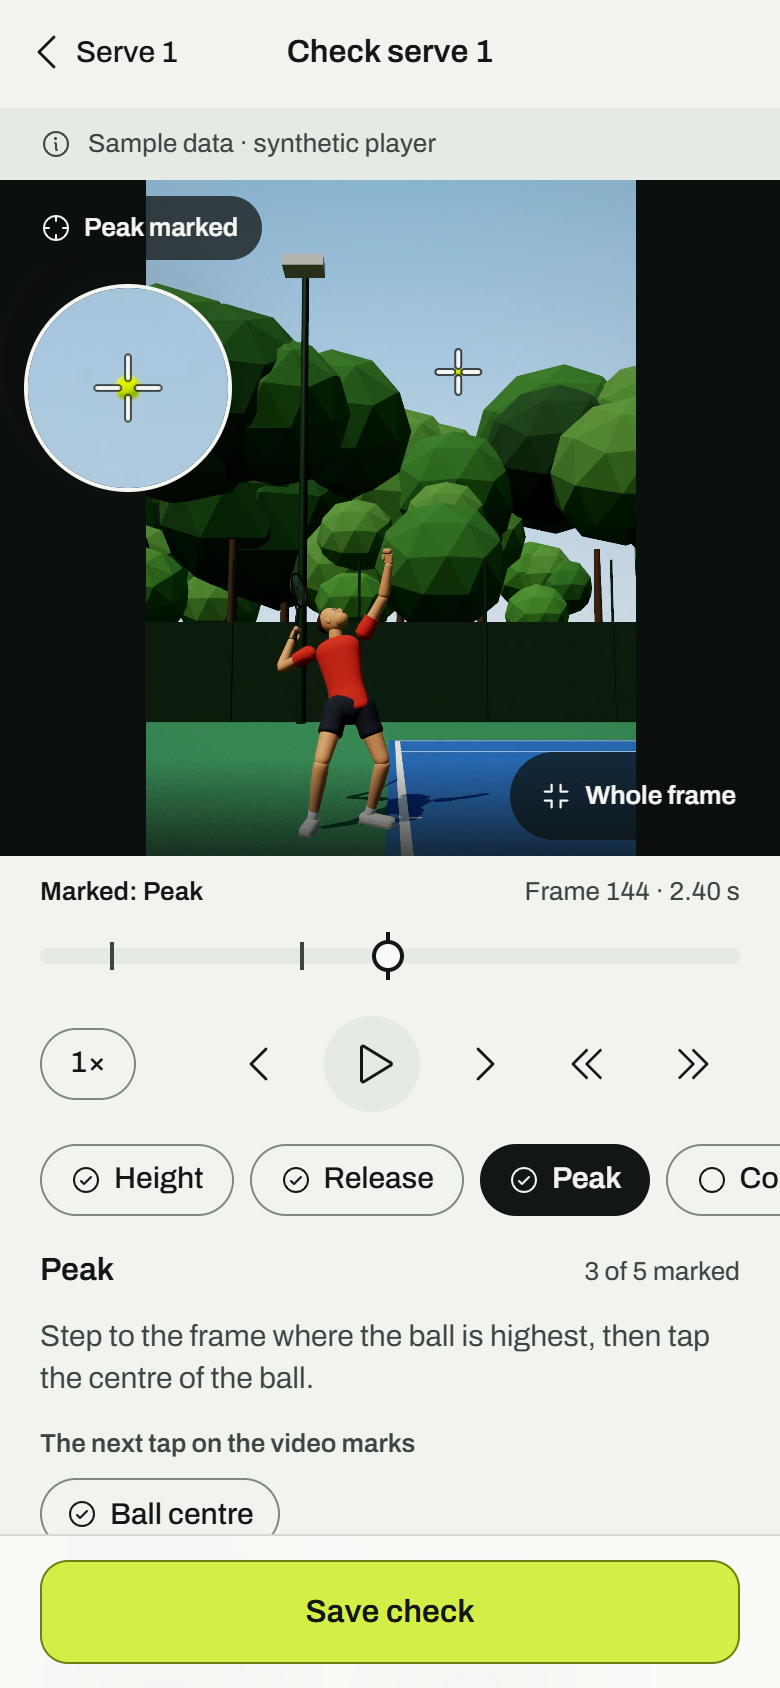 Serve 1
Check serve 1
Sample data · synthetic player
Peak marked
Whole frame
Marked: Peak
Frame 144 · 2.40 s
1×
Height
Release
Peak
Co
Peak
3 of 5 marked
Step to the frame where the ball is highest, then tap
the centre of the ball.
The next tap on the video marks
Ball centre
Save check